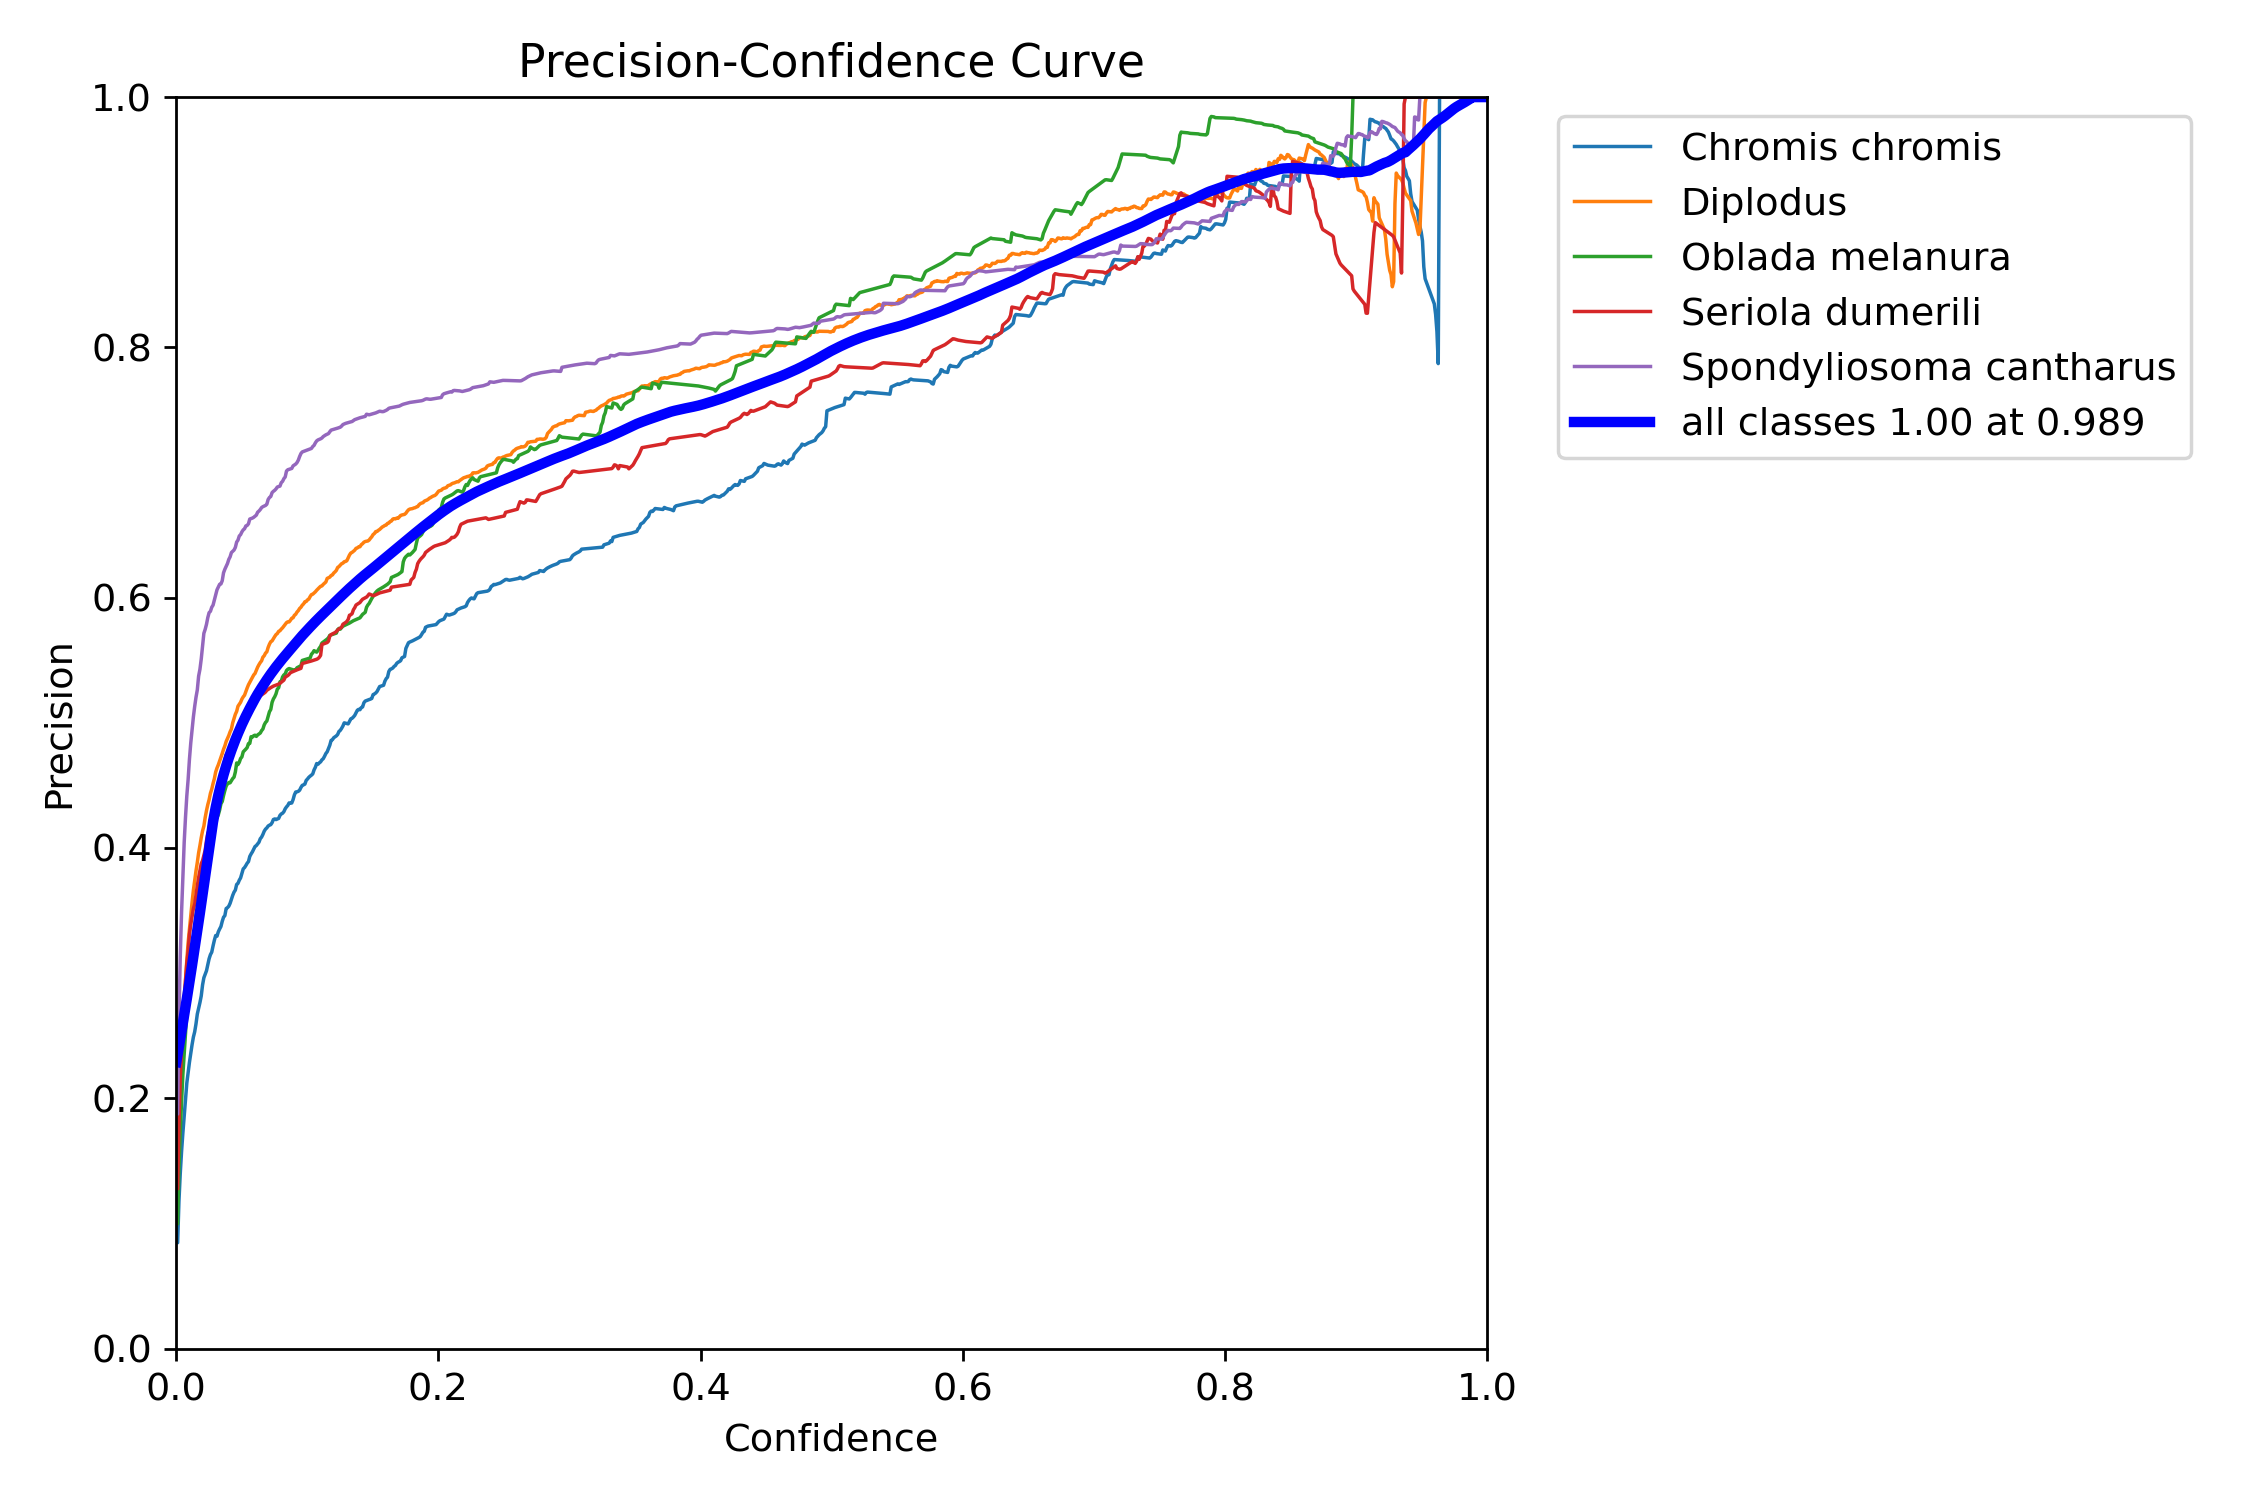 Precision-Confidence Curve
1.0
0.8
0.6
0.4
0.2
0.0
Precision
0.0 0.2 0.4 0.6 0.8 1.0
Confidence
Chromis chromis
Diplodus
Oblada melanura
Seriola dumerili
Spondyliosoma cantharus
all classes 1.00 at 0.989